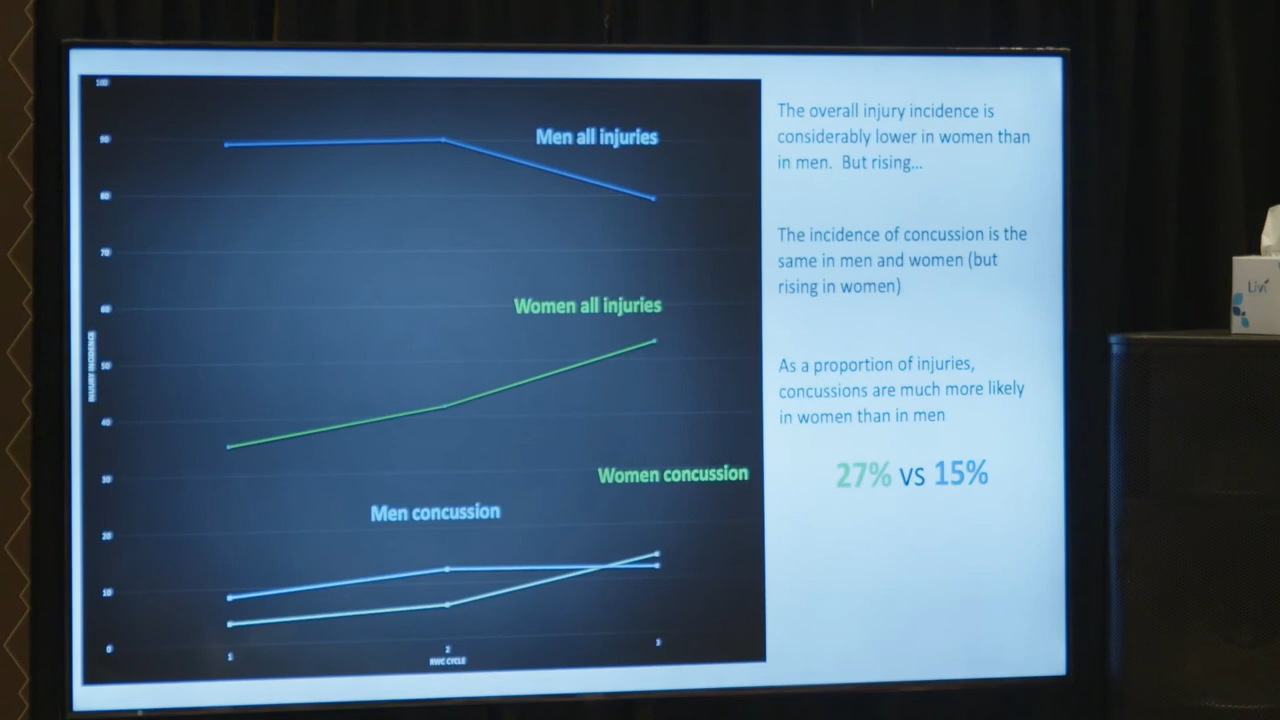 100
90
Men all injuries
80
70
60
Women all injuries
50
INJURY INCIDENCE
40
30
Women concussion
Men concussion
20
10
0
1
2
3
RWC CYCLE
The overall injury incidence is
considerably lower in women than
in men. But rising...
The incidence of concussion is the
same in men and women (but
rising in women)
As a proportion of injuries,
concussions are much more likely
in women than in men
27% vs 15%
Livi